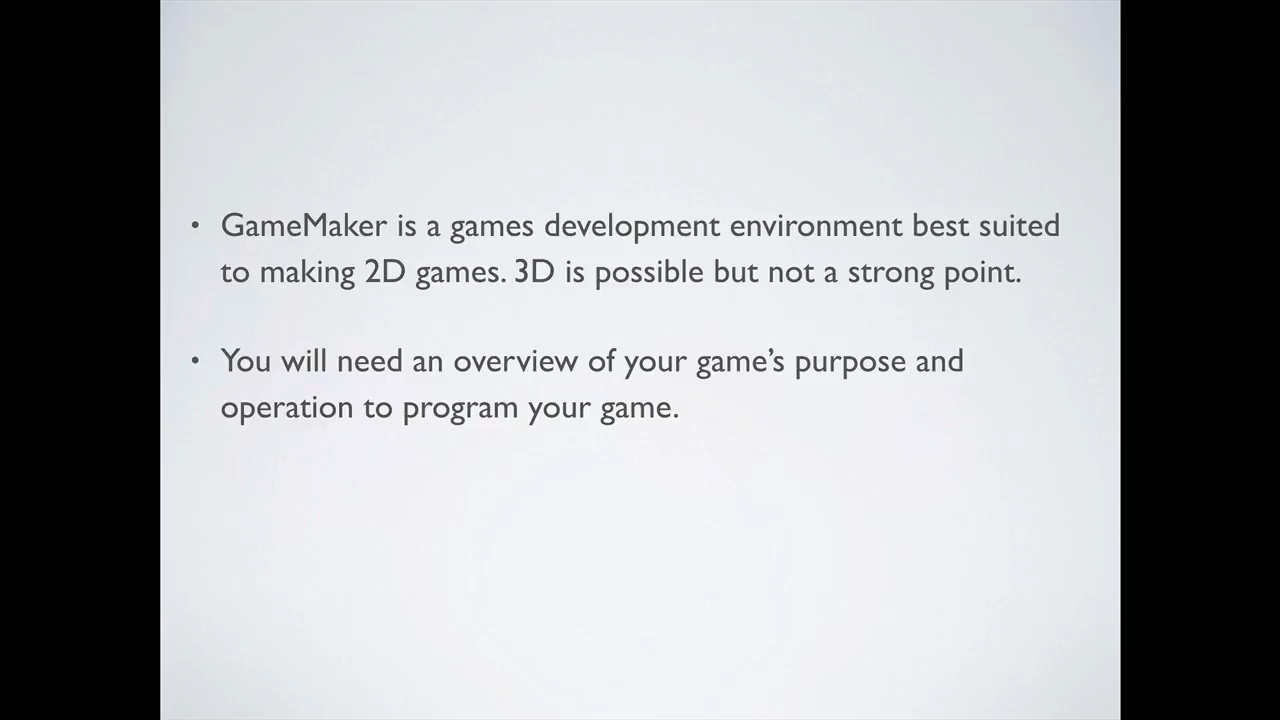 • GameMaker is a games development environment best suited
to making 2D games. 3D is possible but not a strong point.
• You will need an overview of your game’s purpose and
operation to program your game.